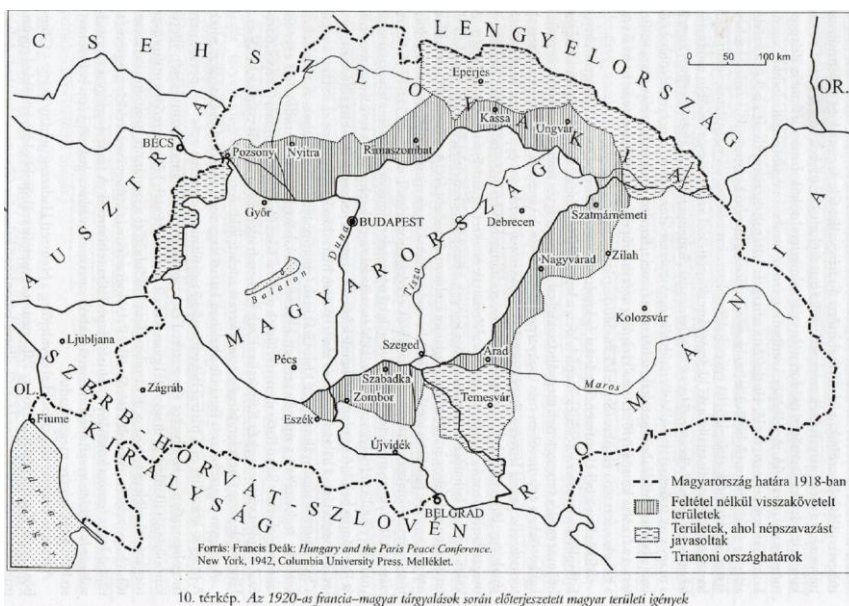 CSEHSZLOVÁKIA
LENGYELORSZÁG
OR.
0 50 100 km
Eperjes
Kassa
Ungvár
BÉCS
Pozsony
Nyitra
Rimaszombat
AUSZTRIA
Győr
BUDAPEST
Duna
MAGYARORSZÁG
Debrecen
Szatmárnémeti
Nagyvárad
Zilah
Balaton
Tisza
Kolozsvár
ROMÁNIA
Ljubljana
Pécs
Szeged
Arad
Maros
SZERB-HORVÁT-SZLOVÉN
KIRÁLYSÁG
OL.
Zágráb
Szabadka
Zombor
Temesvár
Fiume
Eszék
Újvidék
Adriai
tenger
BELGRÁD
Magyarország határa 1918-ban
Feltétel nélkül visszakövetelt
területek
Területek, ahol népszavazást
javasoltak
Trianoni országhatárok
Forrás: Francis Deák: Hungary and the Paris Peace Conference.
New York, 1942, Columbia University Press. Melléklet.
10. térkép. Az 1920-as francia–magyar tárgyalások során előterjesztett magyar területi igények